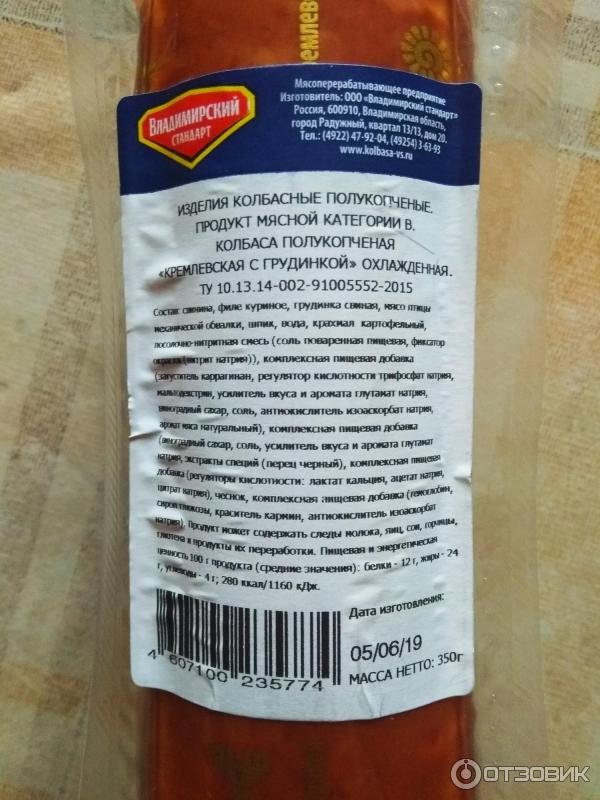 Кремлев
ВЛАДИМИРСКИЙ
СТАНДАРТ
Мясоперерабатывающее предприятие
Изготовитель: ООО «Владимирский стандарт»
Россия, 600910, Владимирская область,
город Радужный, квартал 13/13, дом 20.
Тел.: (4922) 47-92-04, (49254) 3-63-93
www.kolbasa-vs.ru
ИЗДЕЛИЯ КОЛБАСНЫЕ ПОЛУКОПЧЕНЫЕ.
ПРОДУКТ МЯСНОЙ КАТЕГОРИИ В.
КОЛБАСА ПОЛУКОПЧЕНАЯ
«КРЕМЛЕВСКАЯ С ГРУДИНКОЙ» ОХЛАЖДЕННАЯ.
ТУ 10.13.14-002-91005552-2015
Состав: свинина, филе куриное, грудинка свиная, мясо птицы
механической обвалки, шпик, вода, крахмал картофельный,
посолочно-нитритная смесь (соль поваренная пищевая, фиксатор
окраски (нитрит натрия)), комплексная пищевая добавка
(загуститель каррагинан, регулятор кислотности трифосфат натрия,
мальтодекстрин, усилитель вкуса и аромата глутамат натрия,
виноградный сахар, соль, антиокислитель изоаскорбат натрия,
аромат мяса натуральный), комплексная пищевая добавка
(виноградный сахар, соль, усилитель вкуса и аромата глутамат
натрия, экстракты специй (перец черный), комплексная пищевая
добавка (регуляторы кислотности: лактат кальция, ацетат натрия,
цитрат натрия), чеснок, комплексная пищевая добавка (гемоглобин,
сироп глюкозы, краситель кармин, антиокислитель изоаскорбат
натрия). Продукт может содержать следы молока, яиц, сои, горчицы,
глютена и продукты их переработки. Пищевая и энергетическая
ценность 100 г продукта (средние значения): белки - 12 г, жиры - 24
г, углеводы - 4 г; 280 ккал/1160 кДж.
Дата изготовления:
05/06/19
МАССА НЕТТО: 350г
4 607100 235774
ОТЗОВИК